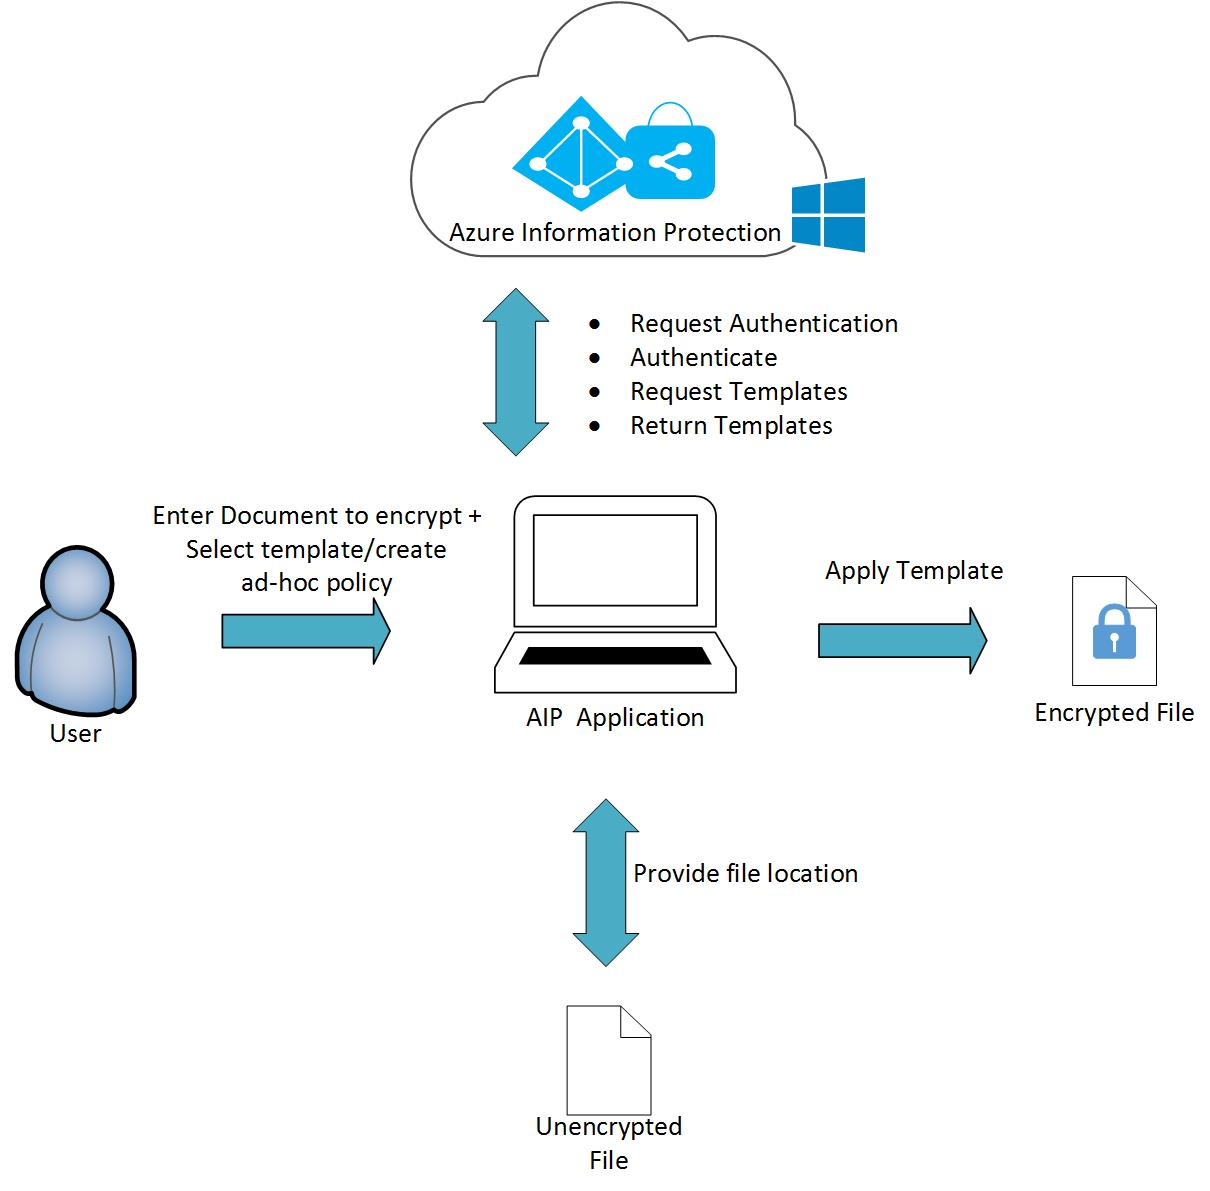 Azure Information Protection
• Request Authentication
• Authenticate
• Request Templates
• Return Templates
Enter Document to encrypt +
Select template/create
ad-hoc policy
Apply Template
User
AIP  Application
Encrypted File
Provide file location
Unencrypted
File